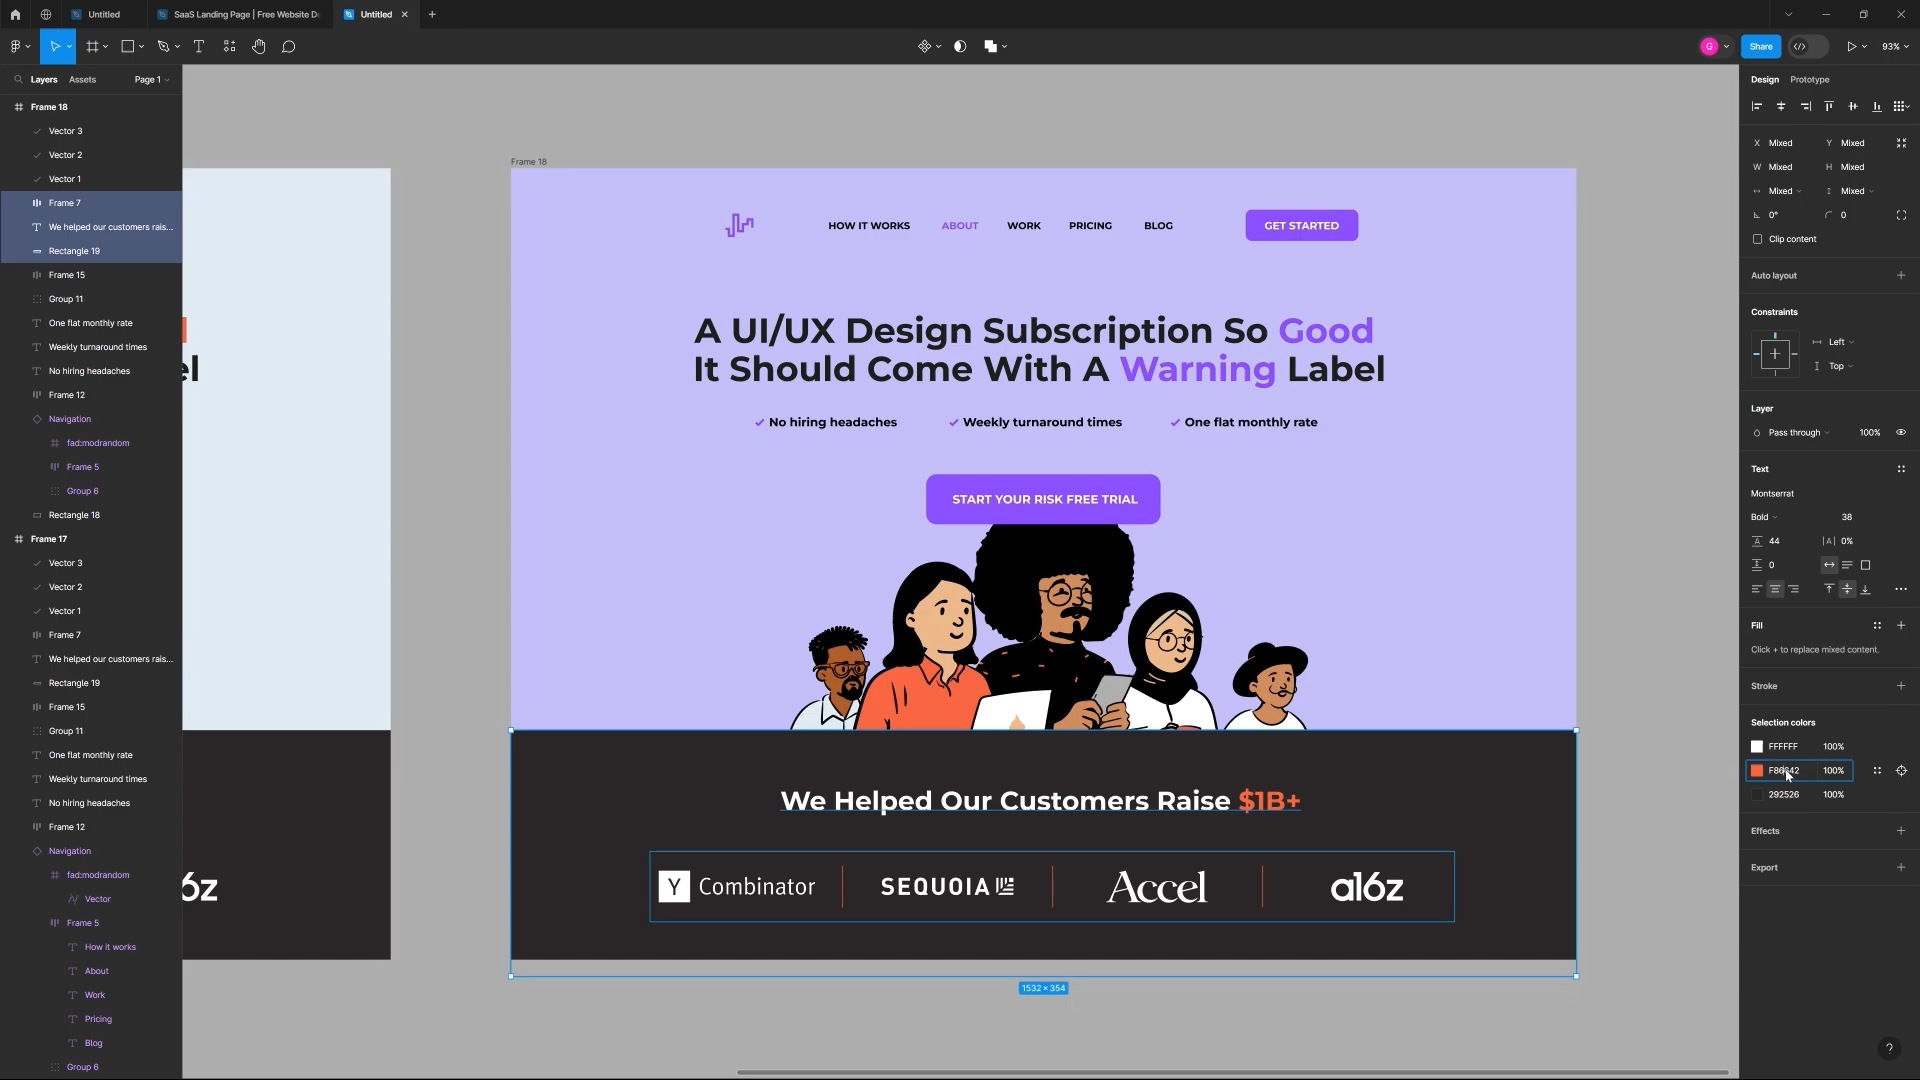 Untitled
SaaS Landing Page | Free Website De
Untitled
G
Share
93%
Layers
Assets
Page 1
Design
Prototype
Frame 18
Vector 3
Vector 2
Vector 1
Frame 7
We helped our customers rais...
Rectangle 19
Frame 15
Group 11
One flat monthly rate
Weekly turnaround times
No hiring headaches
Frame 12
Navigation
fad:modrandom
Frame 5
Group 6
Rectangle 18
Frame 17
Vector 3
Vector 2
Vector 1
Frame 7
We helped our customers rais...
Rectangle 19
Frame 15
Group 11
One flat monthly rate
Weekly turnaround times
No hiring headaches
Frame 12
Navigation
fad:modrandom
Vector
Frame 5
How it works
About
Work
Pricing
Blog
Group 6
el
6z
Frame 18
HOW IT WORKS
ABOUT
WORK
PRICING
BLOG
GET STARTED
A UI/UX Design Subscription So Good
It Should Come With A Warning Label
No hiring headaches
Weekly turnaround times
One flat monthly rate
START YOUR RISK FREE TRIAL
We Helped Our Customers Raise $1B+
Y Combinator
SEQUOIA
Accel
a16z
1532 × 354
X Mixed
Y Mixed
W Mixed
H Mixed
Mixed
Mixed
0°
0
Clip content
Auto layout
Constraints
Left
Top
Layer
Pass through
100%
Text
Montserrat
Bold
38
44
0%
0
Fill
Click + to replace mixed content.
Stroke
Selection colors
FFFFFF
100%
F86642
100%
292526
100%
Effects
Export
?